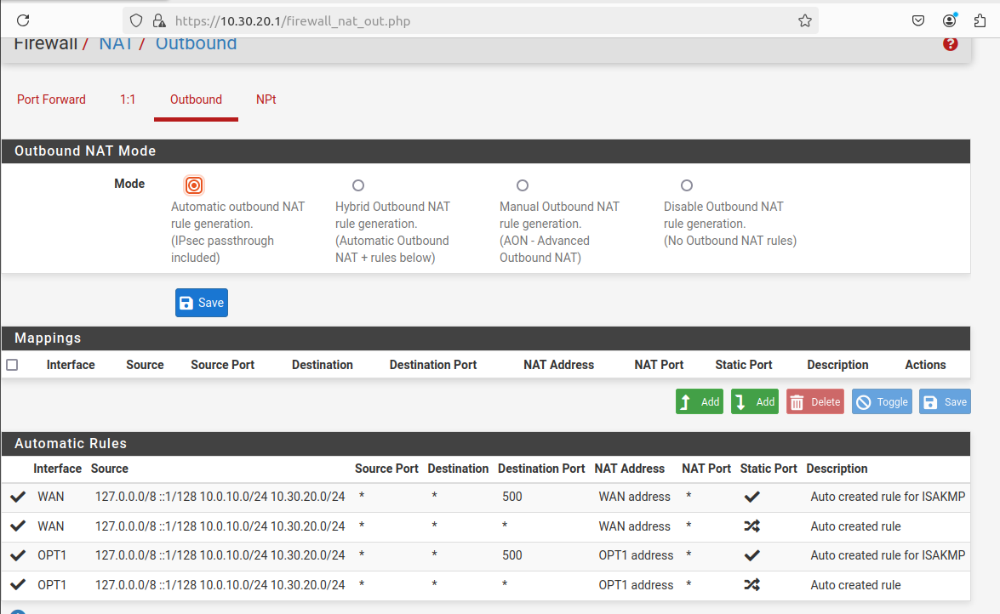 https://10.30.20.1/firewall_nat_out.php
Firewall / NAT / Outbound
Port Forward 1:1 Outbound NPt
Outbound NAT Mode
Mode
Automatic outbound NAT
rule generation.
(IPsec passthrough
included)
Hybrid Outbound NAT
rule generation.
(Automatic Outbound
NAT + rules below)
Manual Outbound NAT
rule generation.
(AON - Advanced
Outbound NAT)
Disable Outbound NAT
rule generation.
(No Outbound NAT rules)
Save
Mappings
Interface Source Source Port Destination Destination Port NAT Address NAT Port Static Port Description Actions
Add Add Delete Toggle Save
Automatic Rules
Interface Source Source Port Destination Destination Port NAT Address NAT Port Static Port Description
WAN 127.0.0.0/8 ::1/128 10.0.10.0/24 10.30.20.0/24 * * 500 WAN address * Auto created rule for ISAKMP
WAN 127.0.0.0/8 ::1/128 10.0.10.0/24 10.30.20.0/24 * * * WAN address * Auto created rule
OPT1 127.0.0.0/8 ::1/128 10.0.10.0/24 10.30.20.0/24 * * 500 OPT1 address * Auto created rule for ISAKMP
OPT1 127.0.0.0/8 ::1/128 10.0.10.0/24 10.30.20.0/24 * * * OPT1 address * Auto created rule